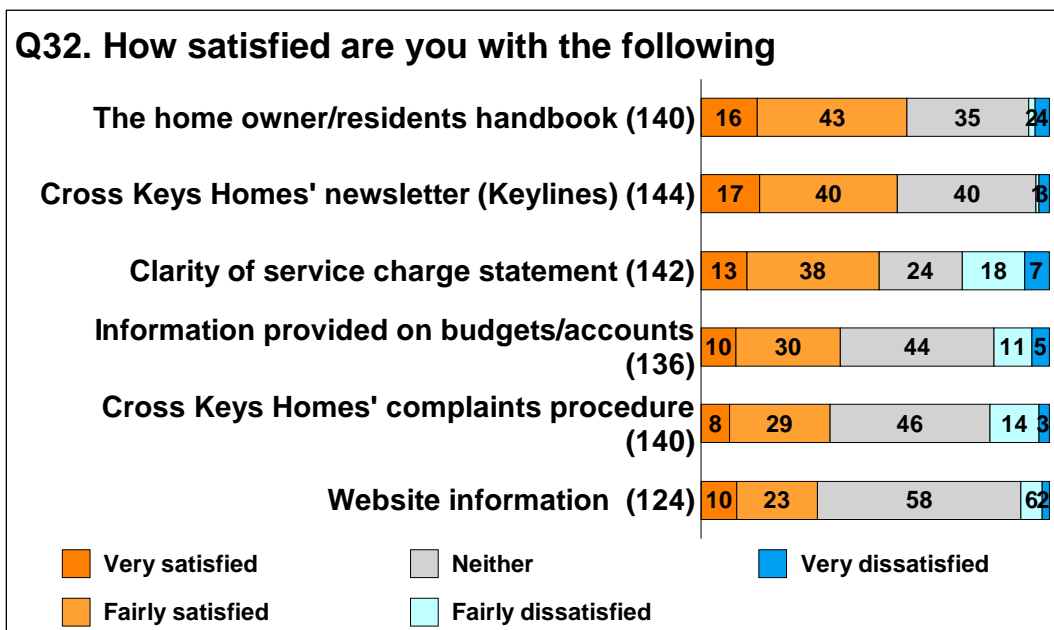 Q32. How satisfied are you with the following
The home owner/residents handbook (140) 16 43 35 2 4
Cross Keys Homes' newsletter (Keylines) (144) 17 40 40 1 3
Clarity of service charge statement (142) 13 38 24 18 7
Information provided on budgets/accounts
(136) 10 30 44 11 5
Cross Keys Homes' complaints procedure
(140) 8 29 46 14 3
Website information (124) 10 23 58 6 2
Very satisfied Neither Very dissatisfied
Fairly satisfied Fairly dissatisfied